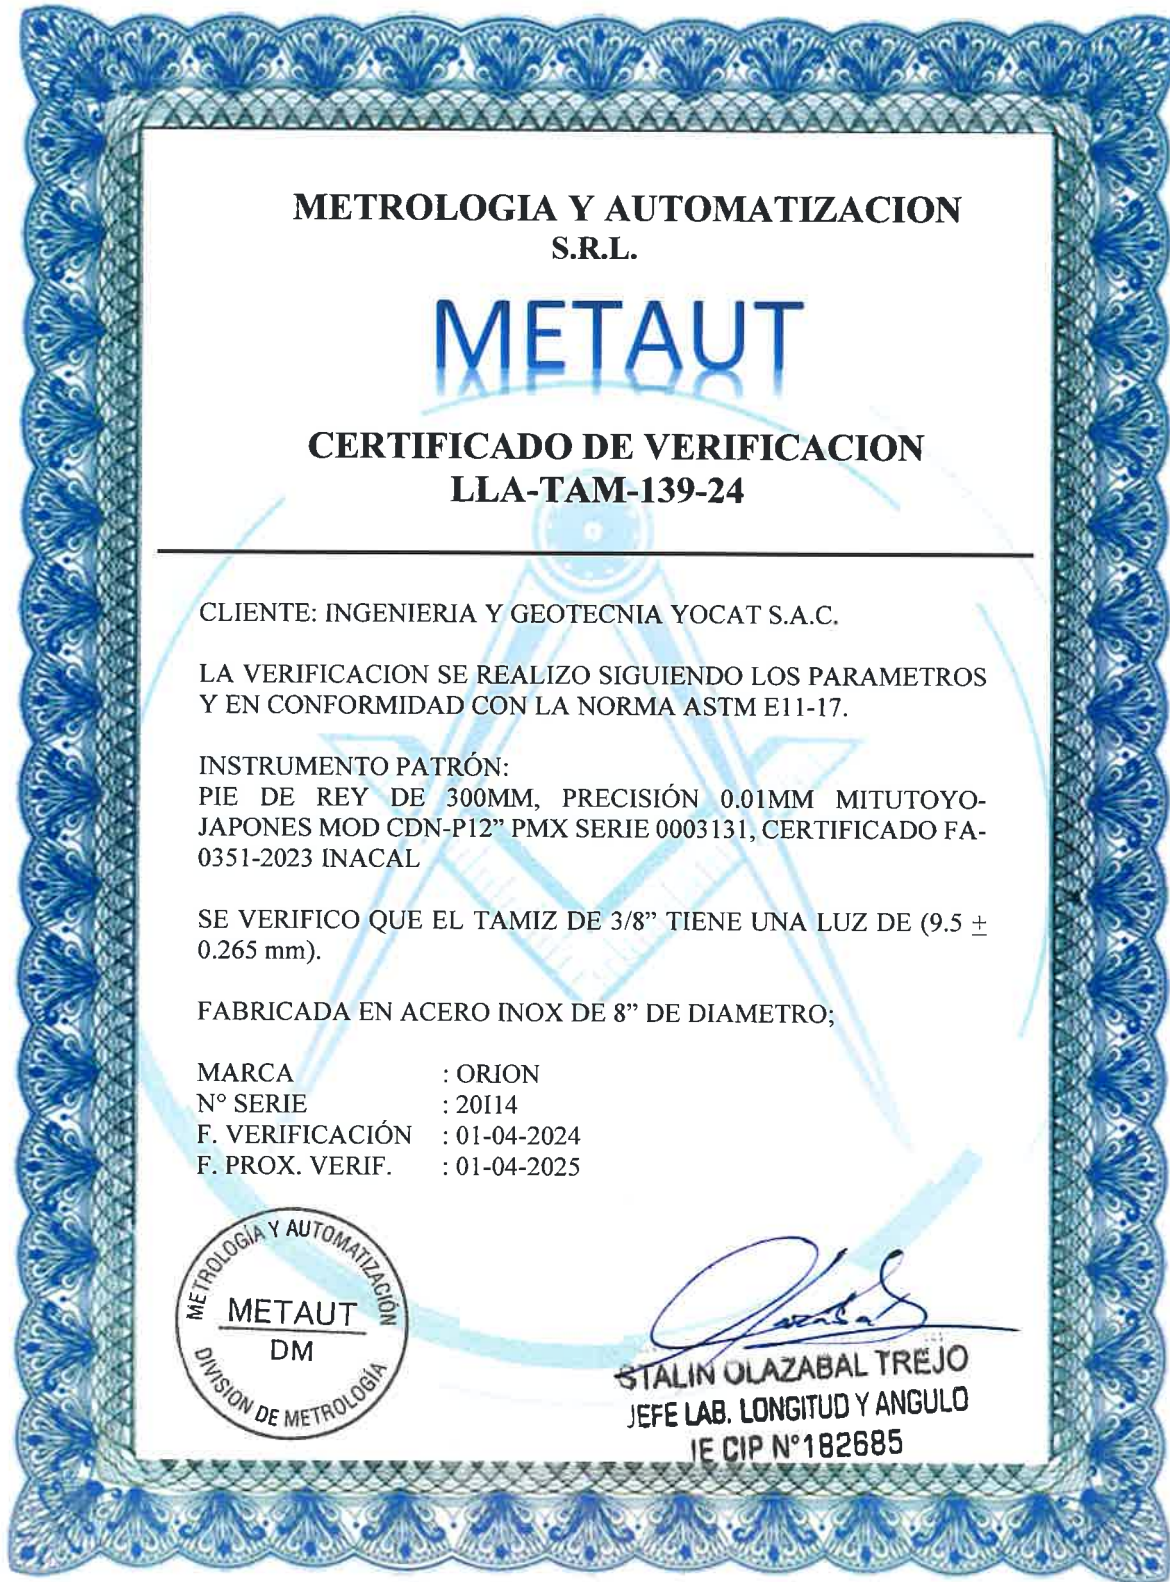 METROLOGIA Y AUTOMATIZACION
S.R.L.
METAUT
CERTIFICADO DE VERIFICACION
LLA-TAM-139-24
CLIENTE: INGENIERIA Y GEOTECNIA YOCAT S.A.C.
LA VERIFICACION SE REALIZO SIGUIENDO LOS PARAMETROS
Y EN CONFORMIDAD CON LA NORMA ASTM E11-17.
INSTRUMENTO PATRÓN:
PIE DE REY DE 300MM, PRECISIÓN 0.01MM MITUTOYO-
JAPONES MOD CDN-P12” PMX SERIE 0003131, CERTIFICADO FA-
0351-2023 INACAL
SE VERIFICO QUE EL TAMIZ DE 3/8” TIENE UNA LUZ DE (9.5 ±
0.265 mm).
FABRICADA EN ACERO INOX DE 8” DE DIAMETRO;
MARCA : ORION
N° SERIE : 20I14
F. VERIFICACIÓN : 01-04-2024
F. PROX. VERIF. : 01-04-2025
METROLOGÍA Y AUTOMATIZACIÓN
METAUT
DM
DIVISION DE METROLOGÍA
STALIN OLAZABAL TREJO
JEFE LAB. LONGITUD Y ANGULO
IE CIP N°182685